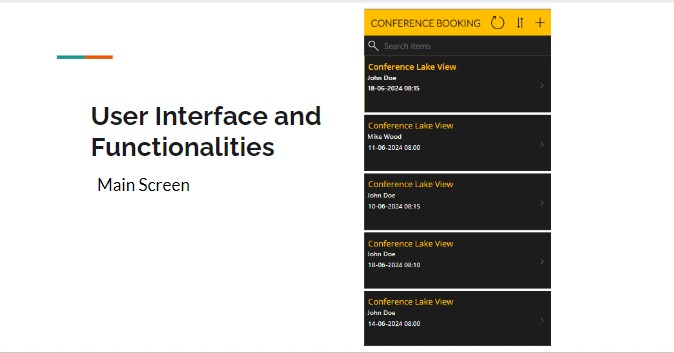 User Interface and
Functionalities
Main Screen
CONFERENCE BOOKING
Search items
Conference Lake View
John Doe
18-06-2024 08:15
Conference Lake View
Mike Wood
11-06-2024 08:00
Conference Lake View
John Doe
10-06-2024 08:15
Conference Lake View
John Doe
18-06-2024 08:10
Conference Lake View
John Doe
14-06-2024 08:00